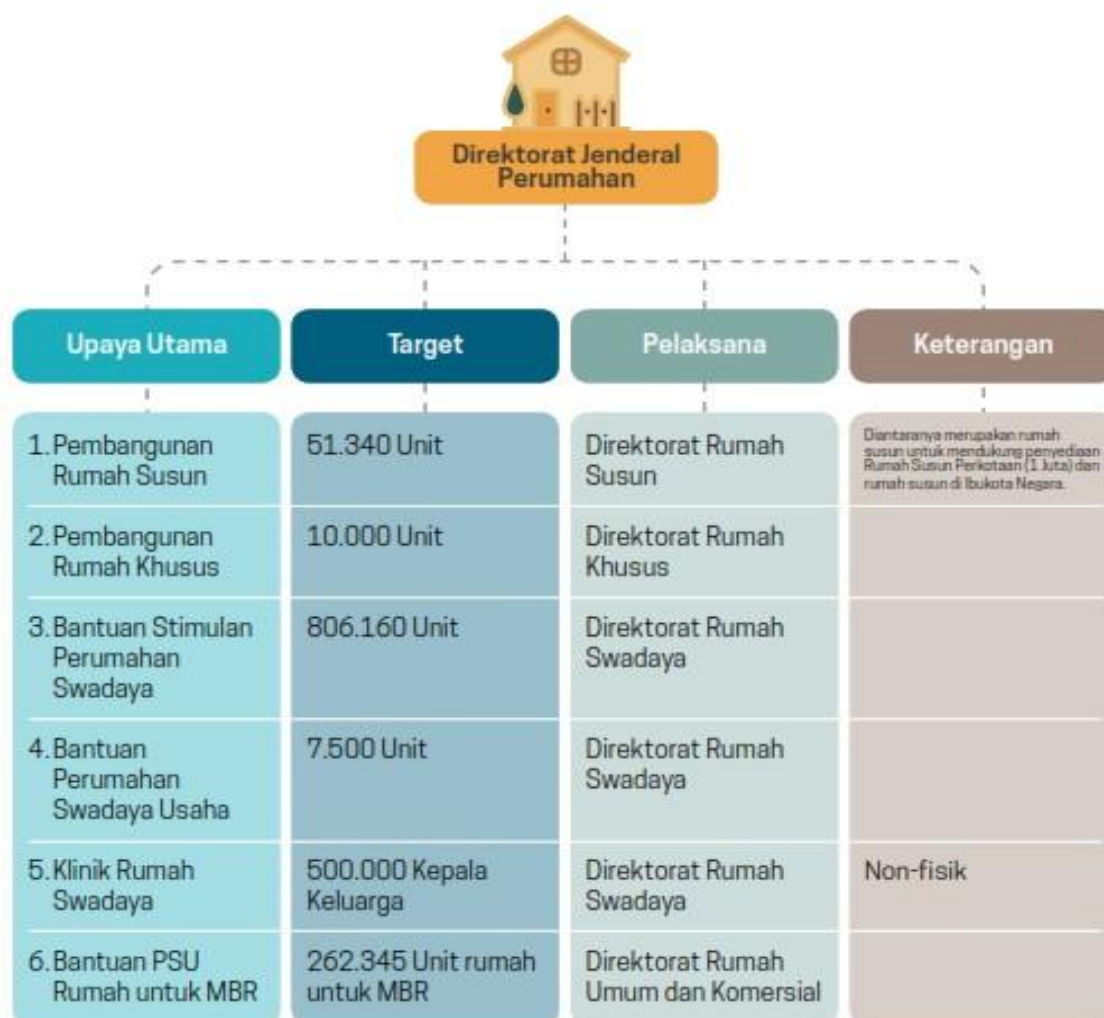 Direktorat Jenderal
Perumahan
Upaya Utama
Target
Pelaksana
Keterangan
1. Pembangunan
Rumah Susun
51.340 Unit
Direktorat Rumah
Susun
Diantaranya merupakan rumah
susun untuk mendukung penyediaan
Rumah Susun Perkotaan (1 Juta) dan
rumah susun di Ibukota Negara.
2. Pembangunan
Rumah Khusus
10.000 Unit
Direktorat Rumah
Khusus
3. Bantuan Stimulan
Perumahan
Swadaya
806.160 Unit
Direktorat Rumah
Swadaya
4. Bantuan
Perumahan
Swadaya Usaha
7.500 Unit
Direktorat Rumah
Swadaya
5. Klinik Rumah
Swadaya
500.000 Kepala
Keluarga
Direktorat Rumah
Swadaya
Non-fisik
6. Bantuan PSU
Rumah untuk MBR
262.345 Unit rumah
untuk MBR
Direktorat Rumah
Umum dan Komersial